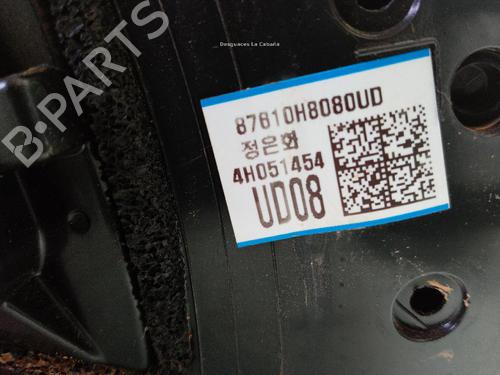 Desguaces La Cabaña
B-PARTS
87610H8080UD
정은화
4H051454
UD08